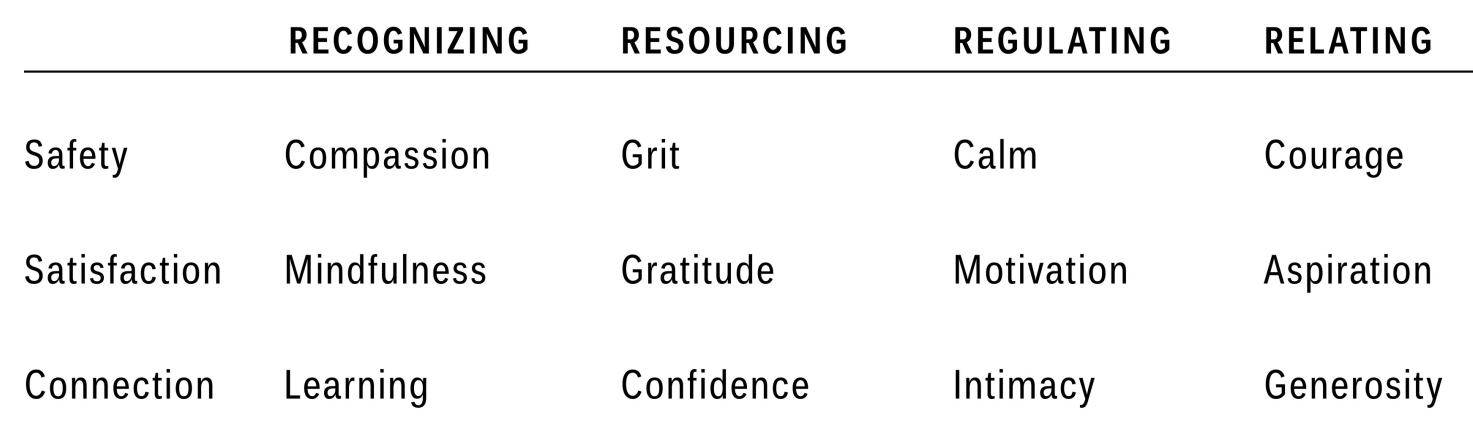 RECOGNIZING RESOURCING REGULATING RELATING
Safety Compassion Grit Calm Courage
Satisfaction Mindfulness Gratitude Motivation Aspiration
Connection Learning Confidence Intimacy Generosity